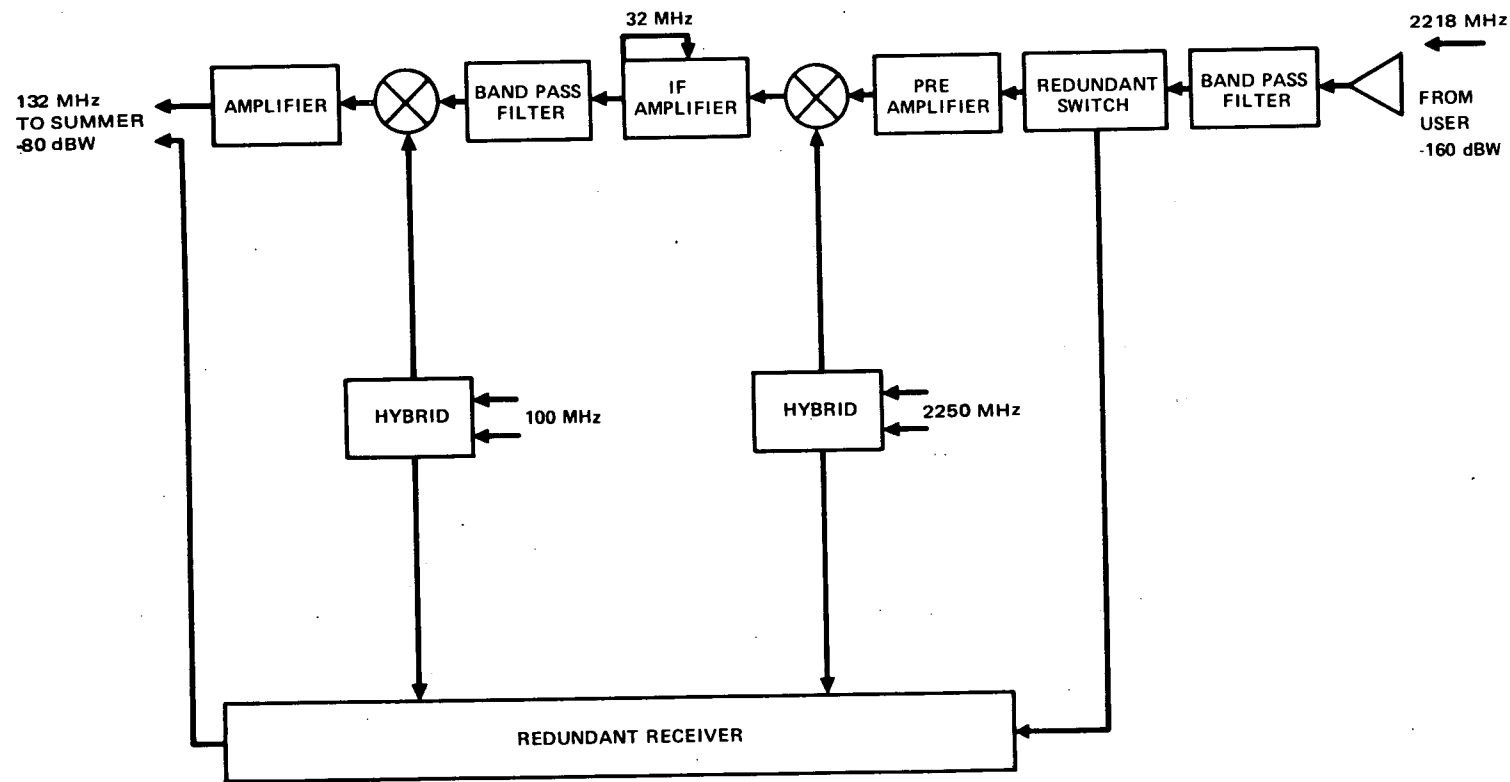 32 MHz
2218 MHz
132 MHz
TO SUMMER
-80 dBW
AMPLIFIER
BAND PASS
FILTER
IF
AMPLIFIER
PRE
AMPLIFIER
REDUNDANT
SWITCH
BAND PASS
FILTER
FROM
USER
-160 dBW
HYBRID
100 MHz
HYBRID
2250 MHz
REDUNDANT RECEIVER